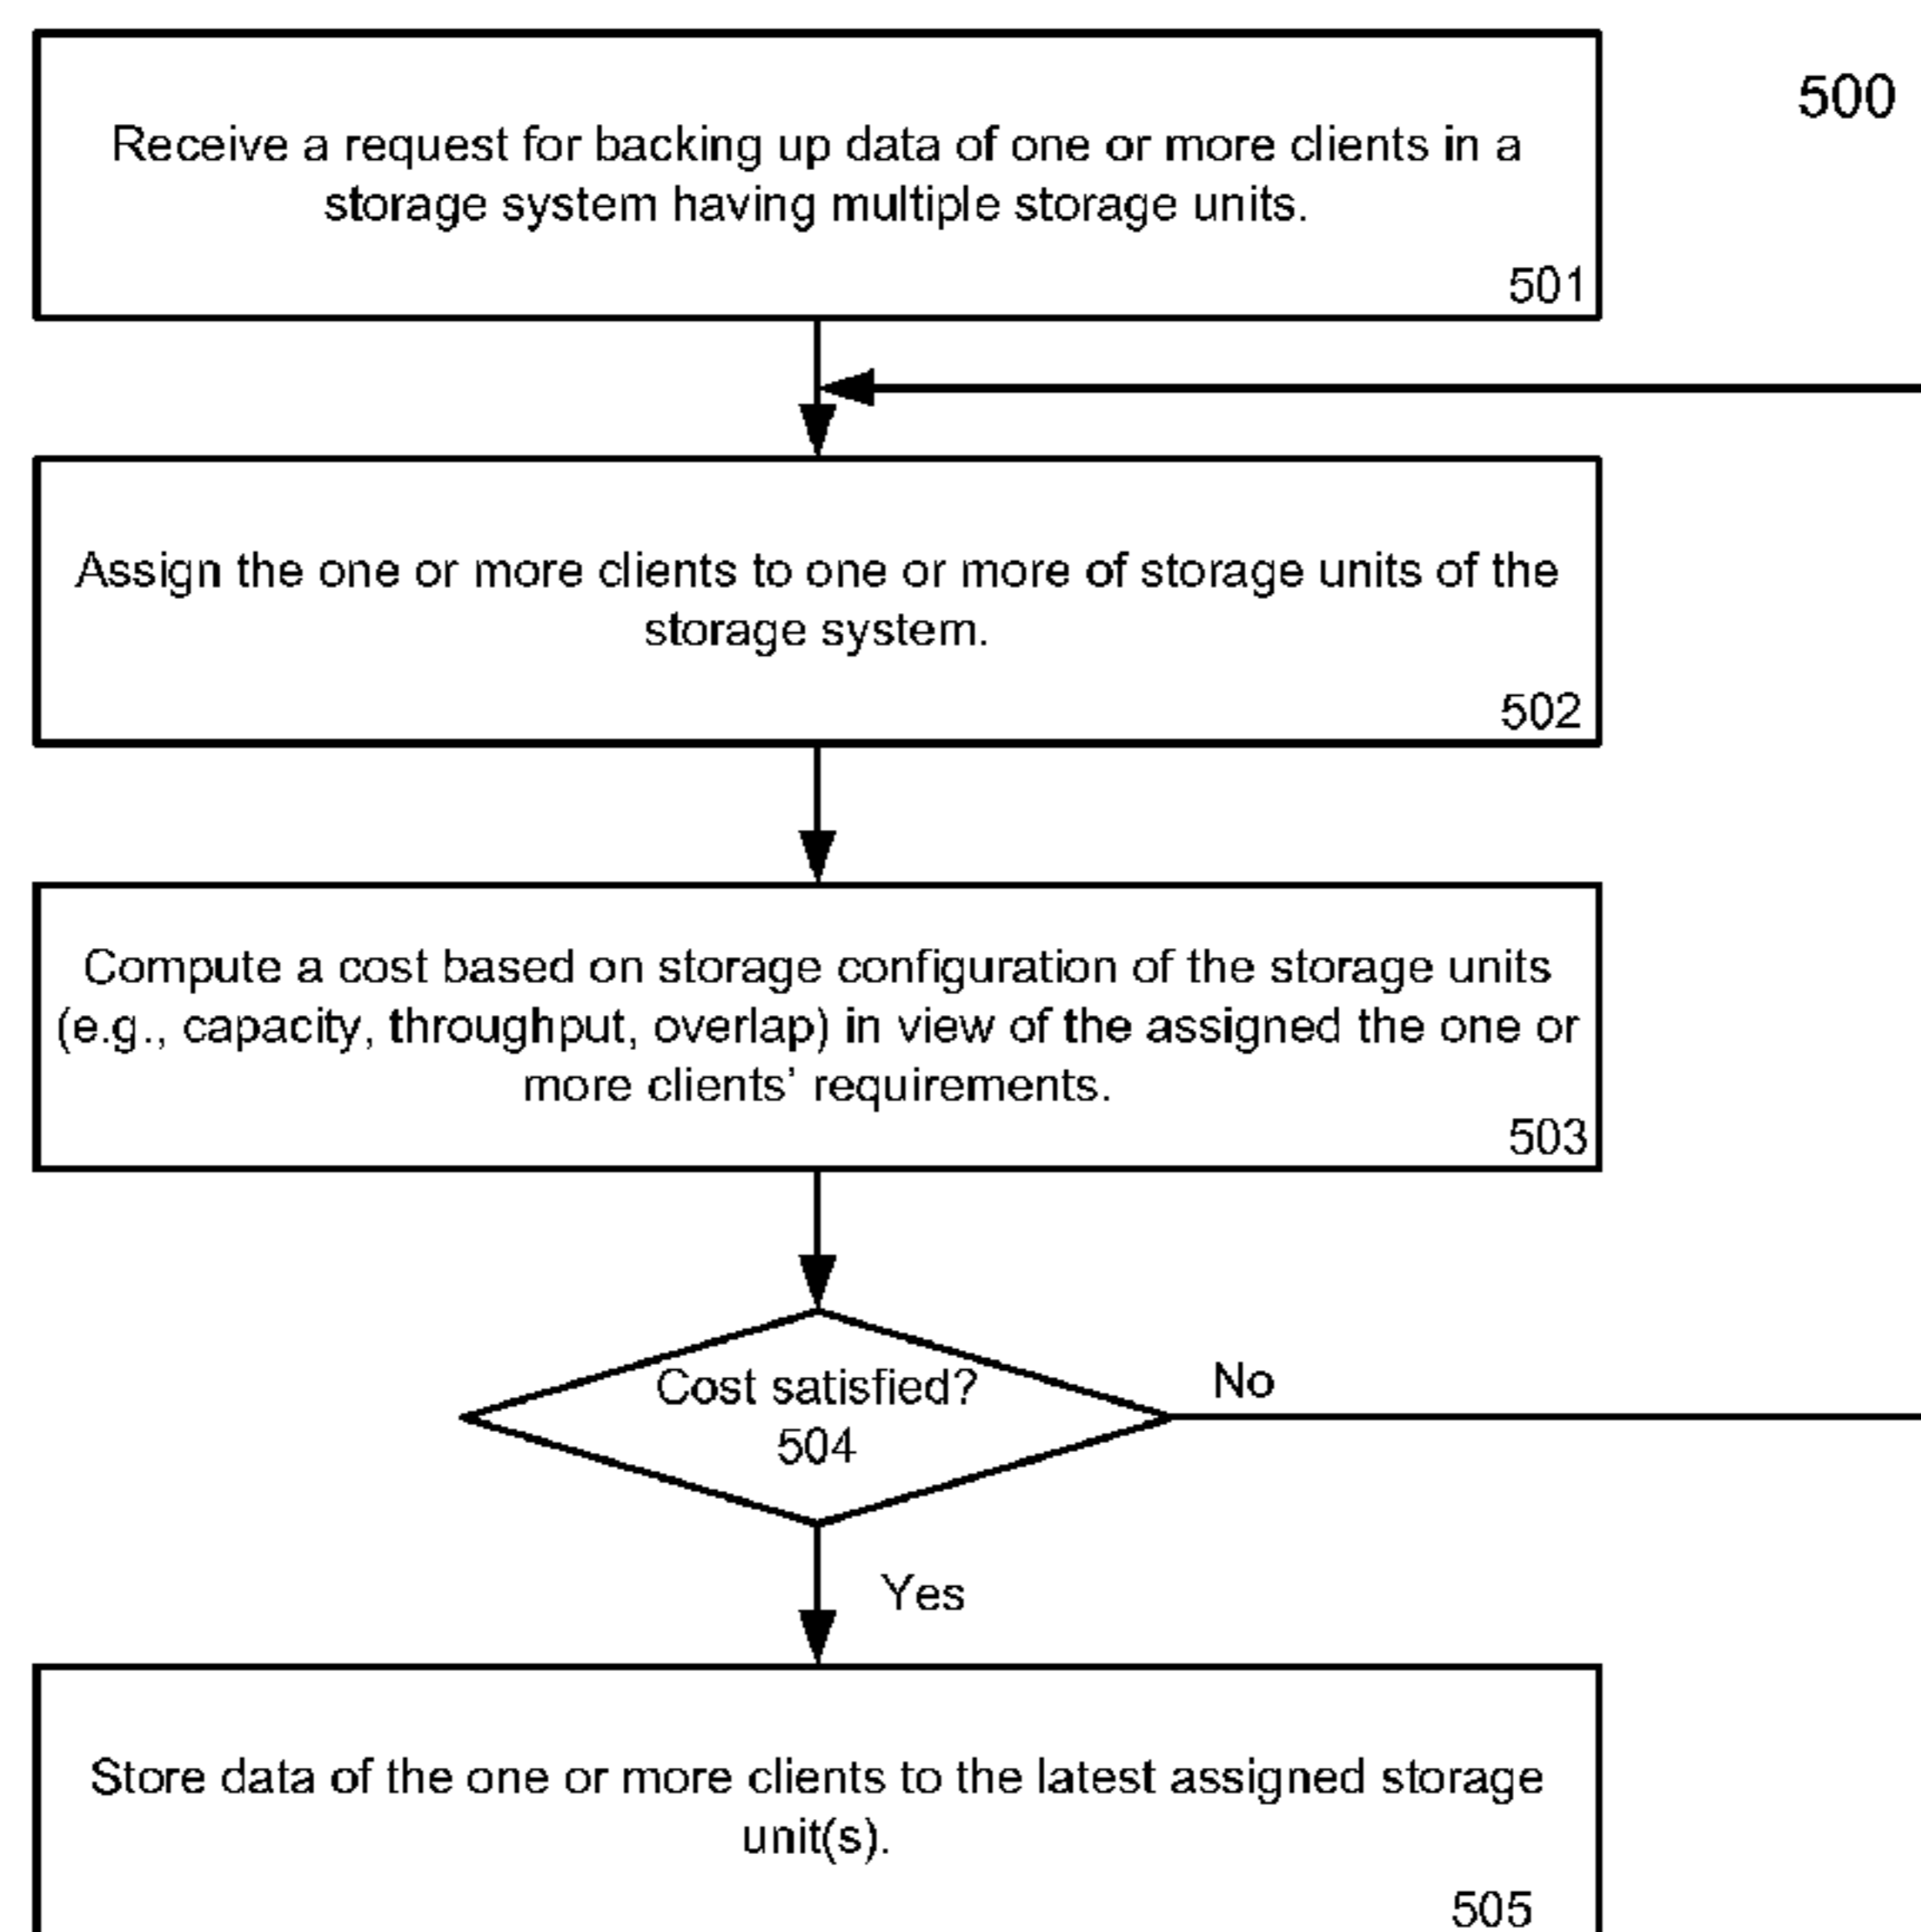 500
Receive a request for backing up data of one or more clients in a
storage system having multiple storage units.
501
Assign the one or more clients to one or more of storage units of the
storage system.
502
Compute a cost based on storage configuration of the storage units
(e.g., capacity, throughput, overlap) in view of the assigned the one or
more clients’ requirements.
503
Cost satisfied?
504
No
Yes
Store data of the one or more clients to the latest assigned storage
unit(s).
505